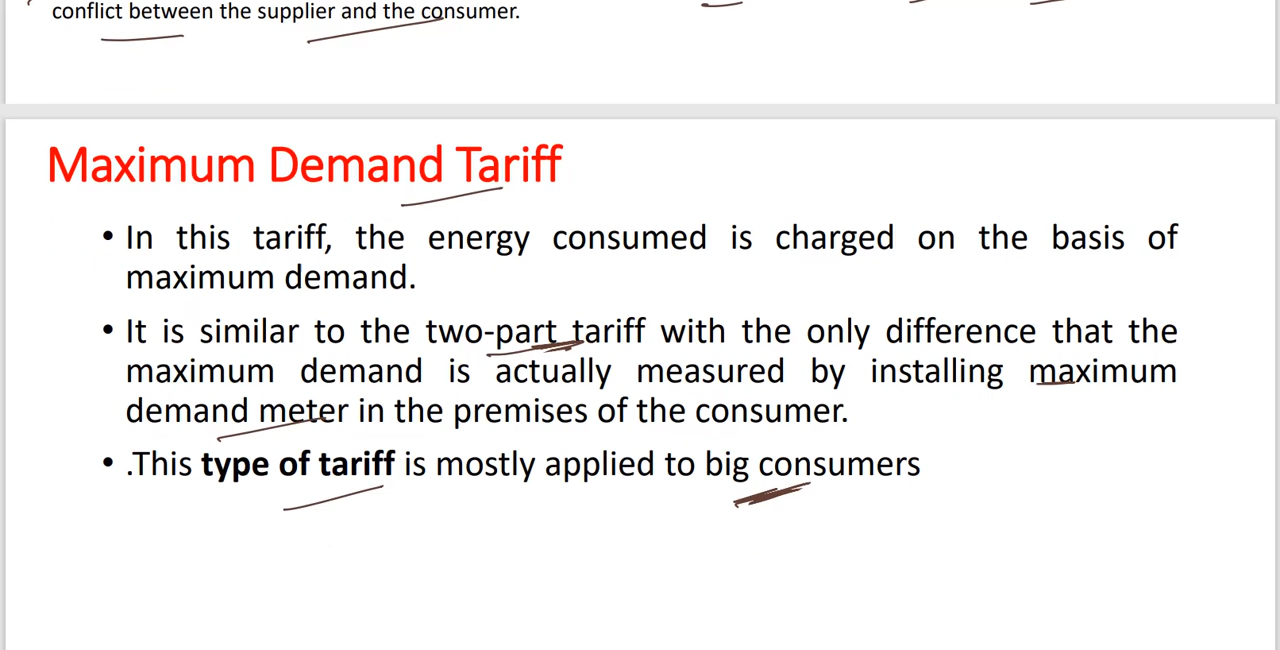 conflict between the supplier and the consumer.
Maximum Demand Tariff
• In this tariff, the energy consumed is charged on the basis of
maximum demand.
• It is similar to the two-part tariff with the only difference that the
maximum demand is actually measured by installing maximum
demand meter in the premises of the consumer.
• .This type of tariff is mostly applied to big consumers